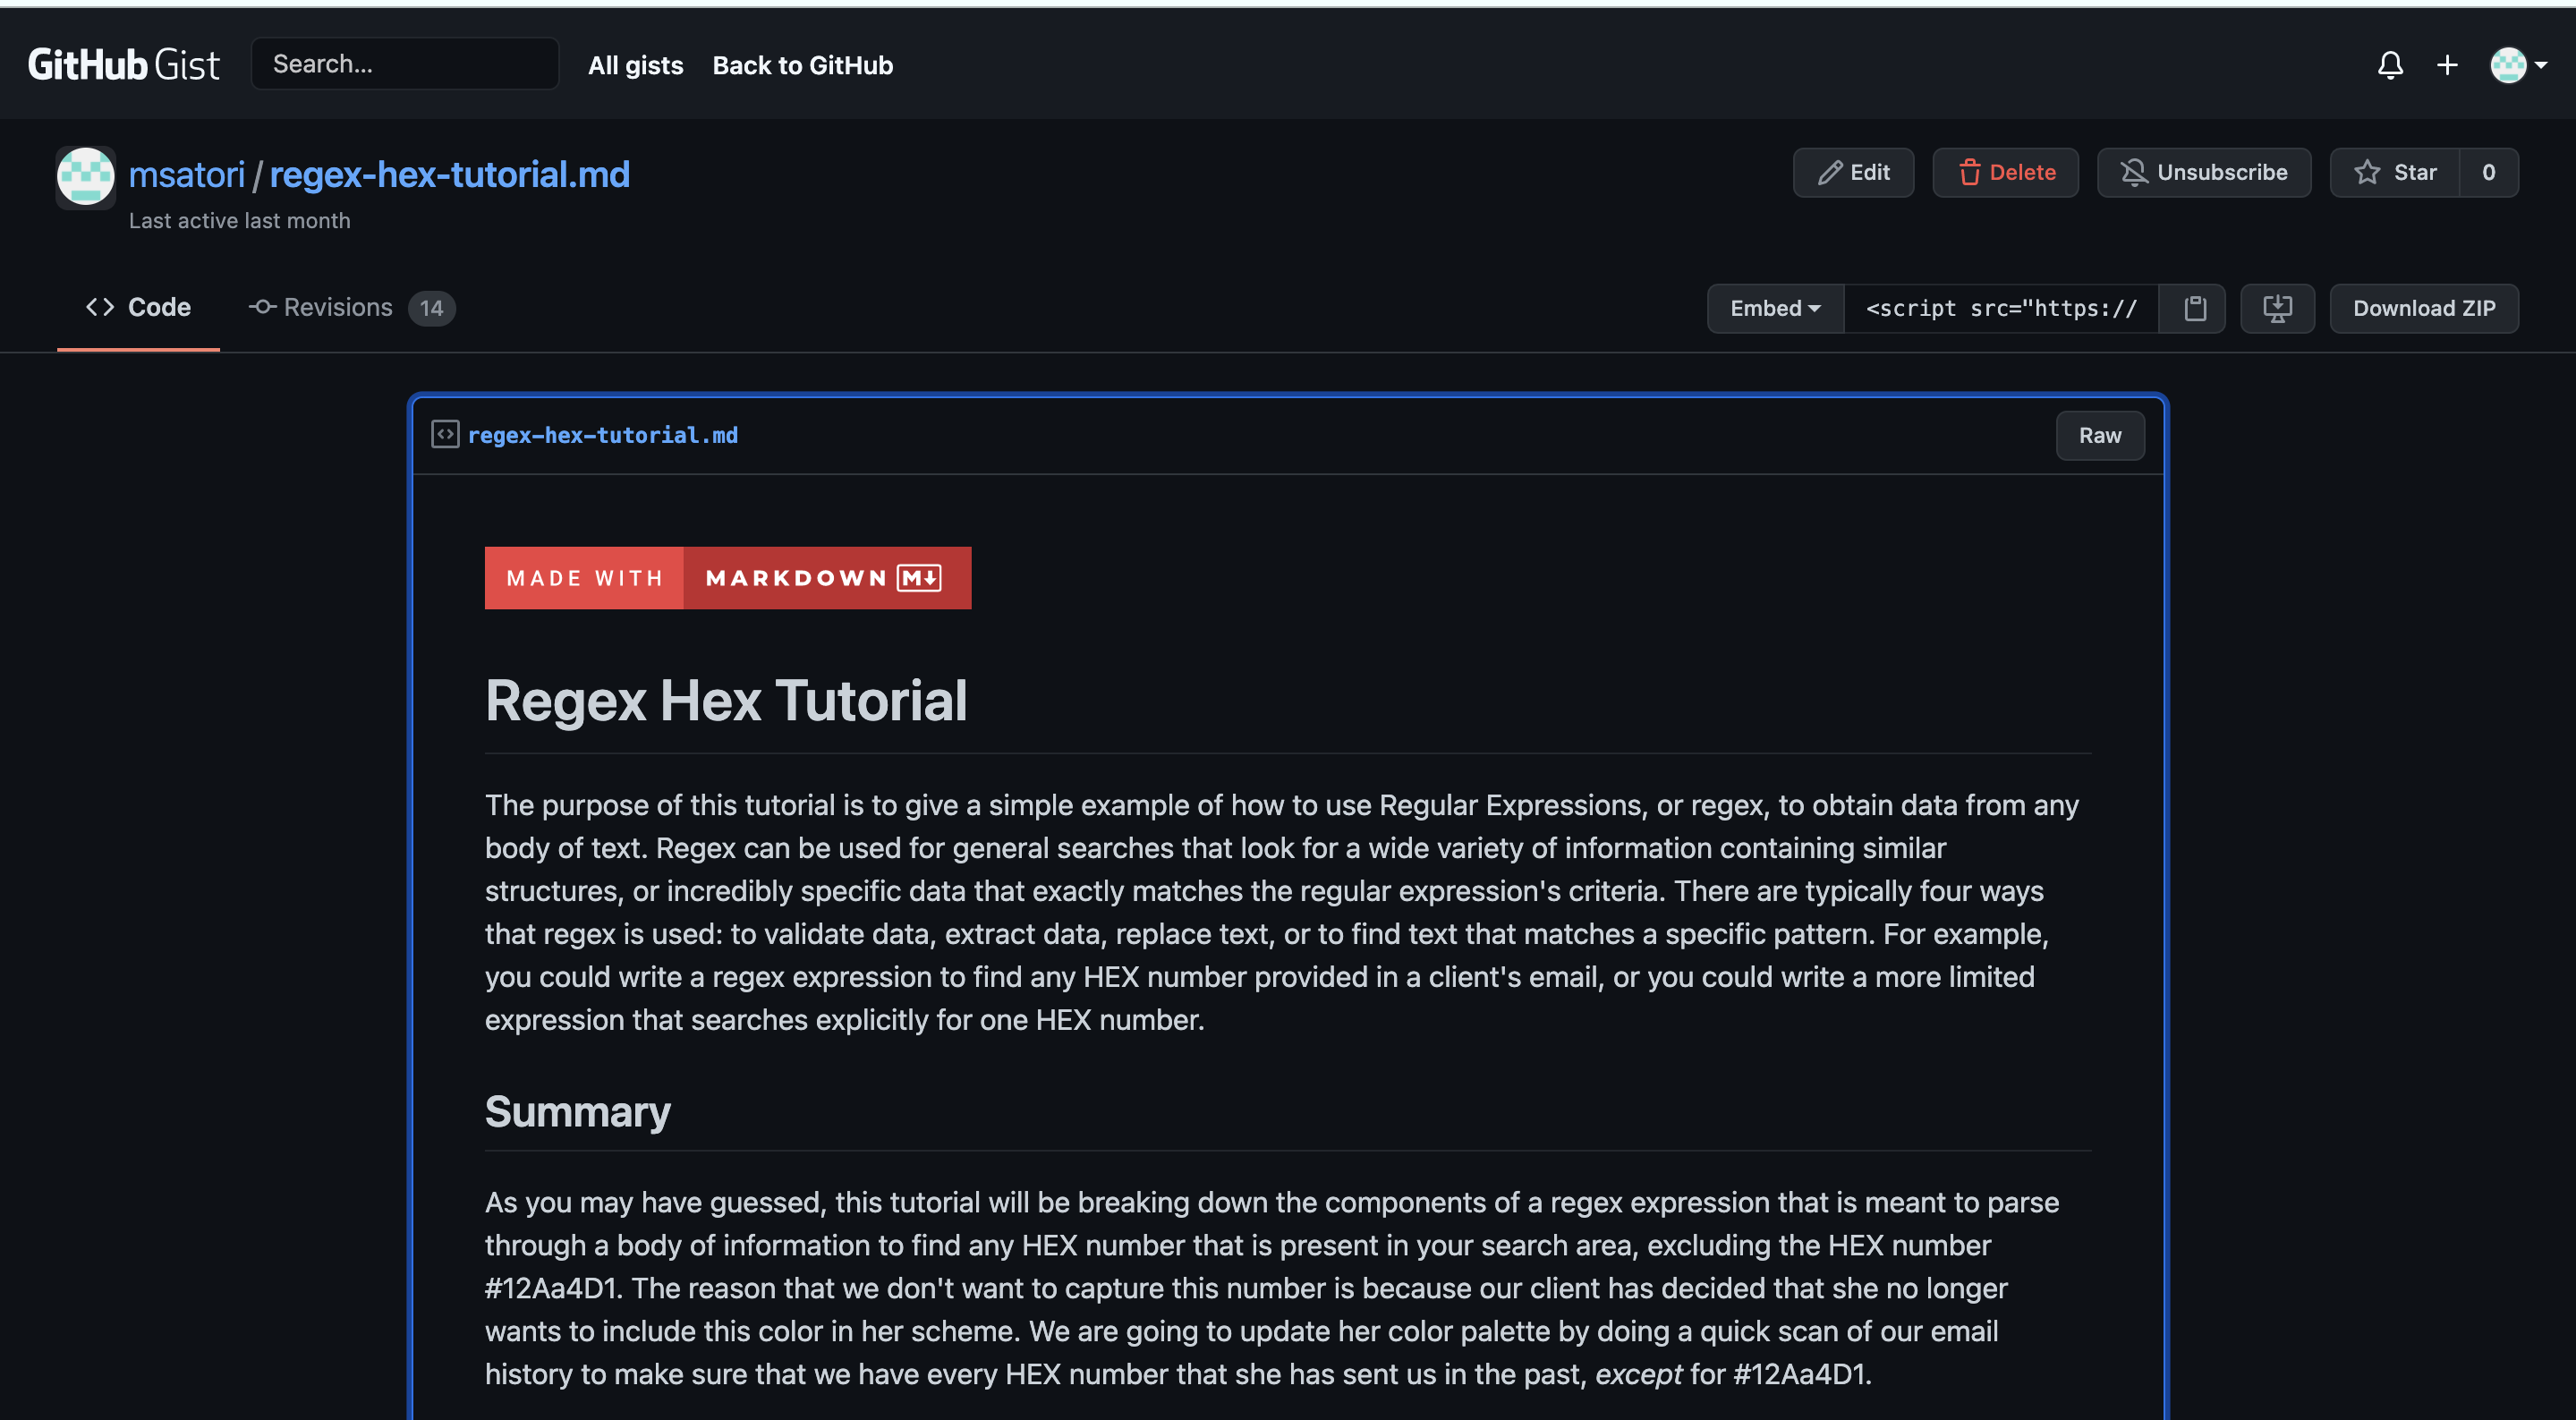 GitHub Gist Search... All gists Back to GitHub
msatori / regex-hex-tutorial.md Edit Delete Unsubscribe Star 0
Last active last month
Code Revisions 14 Embed <script src="https:// Download ZIP
regex-hex-tutorial.md Raw
MADE WITH MARKDOWN M↓
Regex Hex Tutorial
The purpose of this tutorial is to give a simple example of how to use Regular Expressions, or regex, to obtain data from any
body of text. Regex can be used for general searches that look for a wide variety of information containing similar
structures, or incredibly specific data that exactly matches the regular expression's criteria. There are typically four ways
that regex is used: to validate data, extract data, replace text, or to find text that matches a specific pattern. For example,
you could write a regex expression to find any HEX number provided in a client's email, or you could write a more limited
expression that searches explicitly for one HEX number.
Summary
As you may have guessed, this tutorial will be breaking down the components of a regex expression that is meant to parse
through a body of information to find any HEX number that is present in your search area, excluding the HEX number
#12Aa4D1. The reason that we don't want to capture this number is because our client has decided that she no longer
wants to include this color in her scheme. We are going to update her color palette by doing a quick scan of our email
history to make sure that we have every HEX number that she has sent us in the past, except for #12Aa4D1.